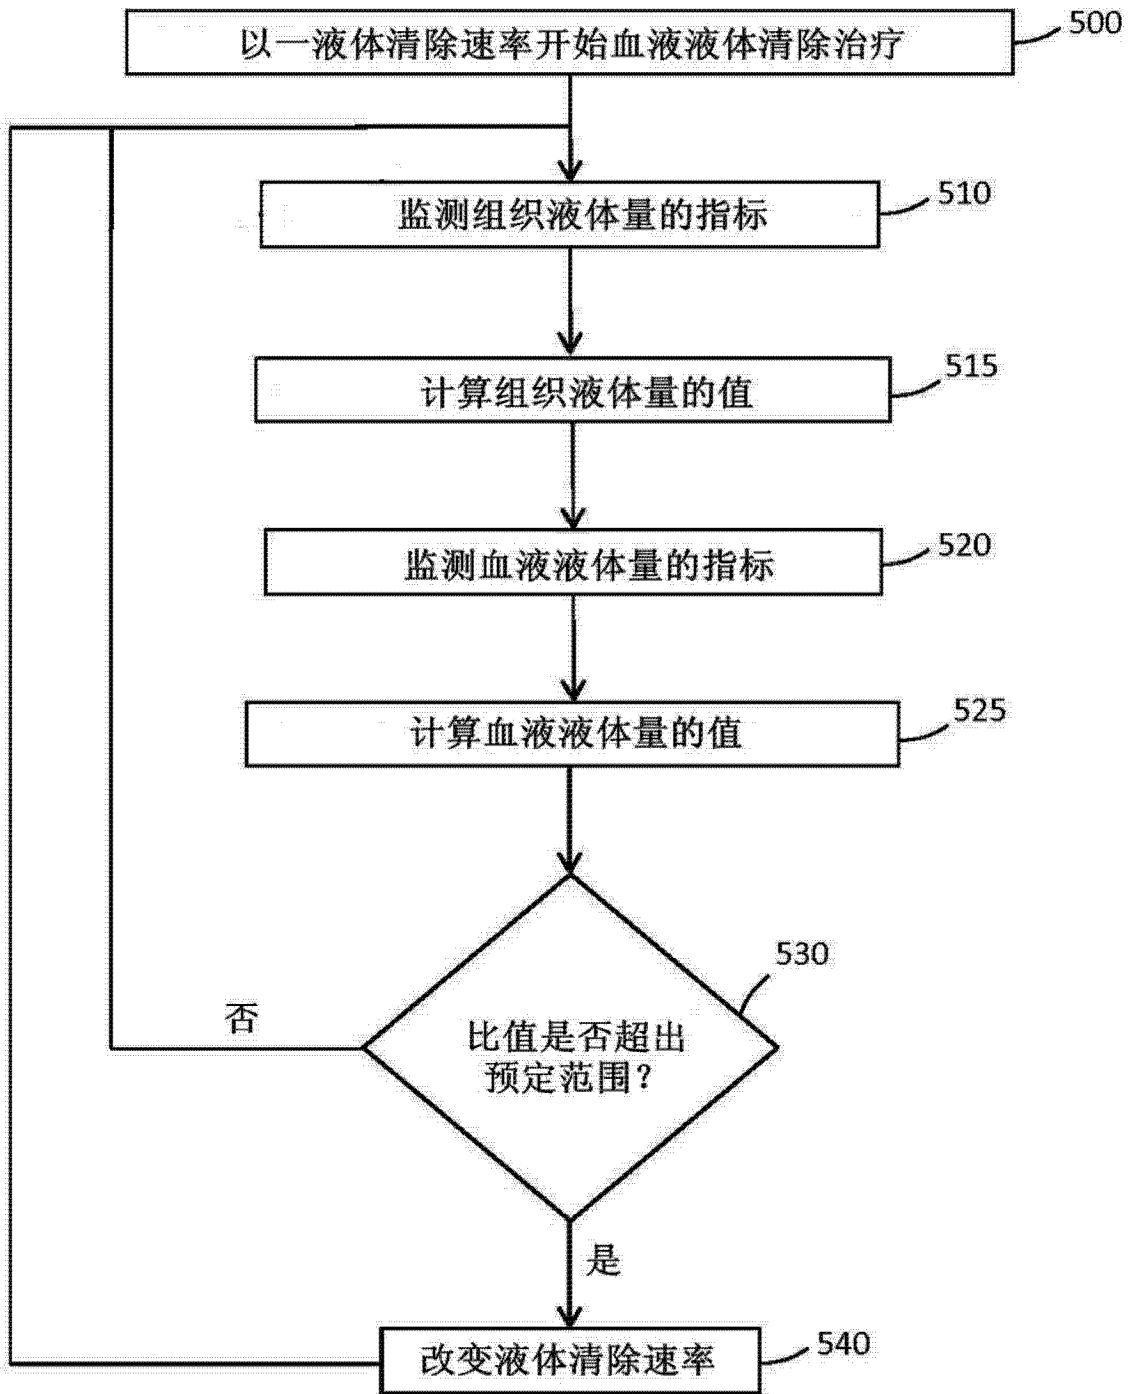 以一液体清除速率开始血液液体清除治疗
500
监测组织液体量的指标
510
计算组织液体量的值
515
监测血液液体量的指标
520
计算血液液体量的值
525
530
否
比值是否超出
预定范围？
是
改变液体清除速率
540